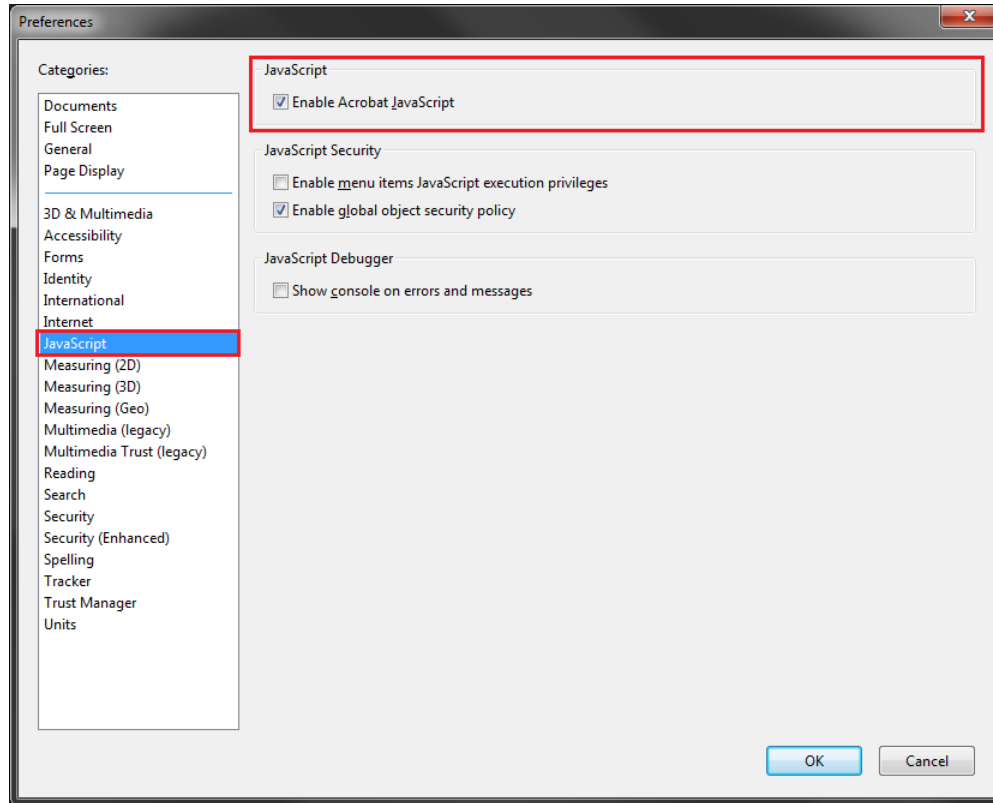 Preferences
Categories:
Documents
Full Screen
General
Page Display
3D & Multimedia
Accessibility
Forms
Identity
International
Internet
JavaScript
Measuring (2D)
Measuring (3D)
Measuring (Geo)
Multimedia (legacy)
Multimedia Trust (legacy)
Reading
Search
Security
Security (Enhanced)
Spelling
Tracker
Trust Manager
Units
JavaScript
Enable Acrobat JavaScript
JavaScript Security
Enable menu items JavaScript execution privileges
Enable global object security policy
JavaScript Debugger
Show console on errors and messages
OK
Cancel